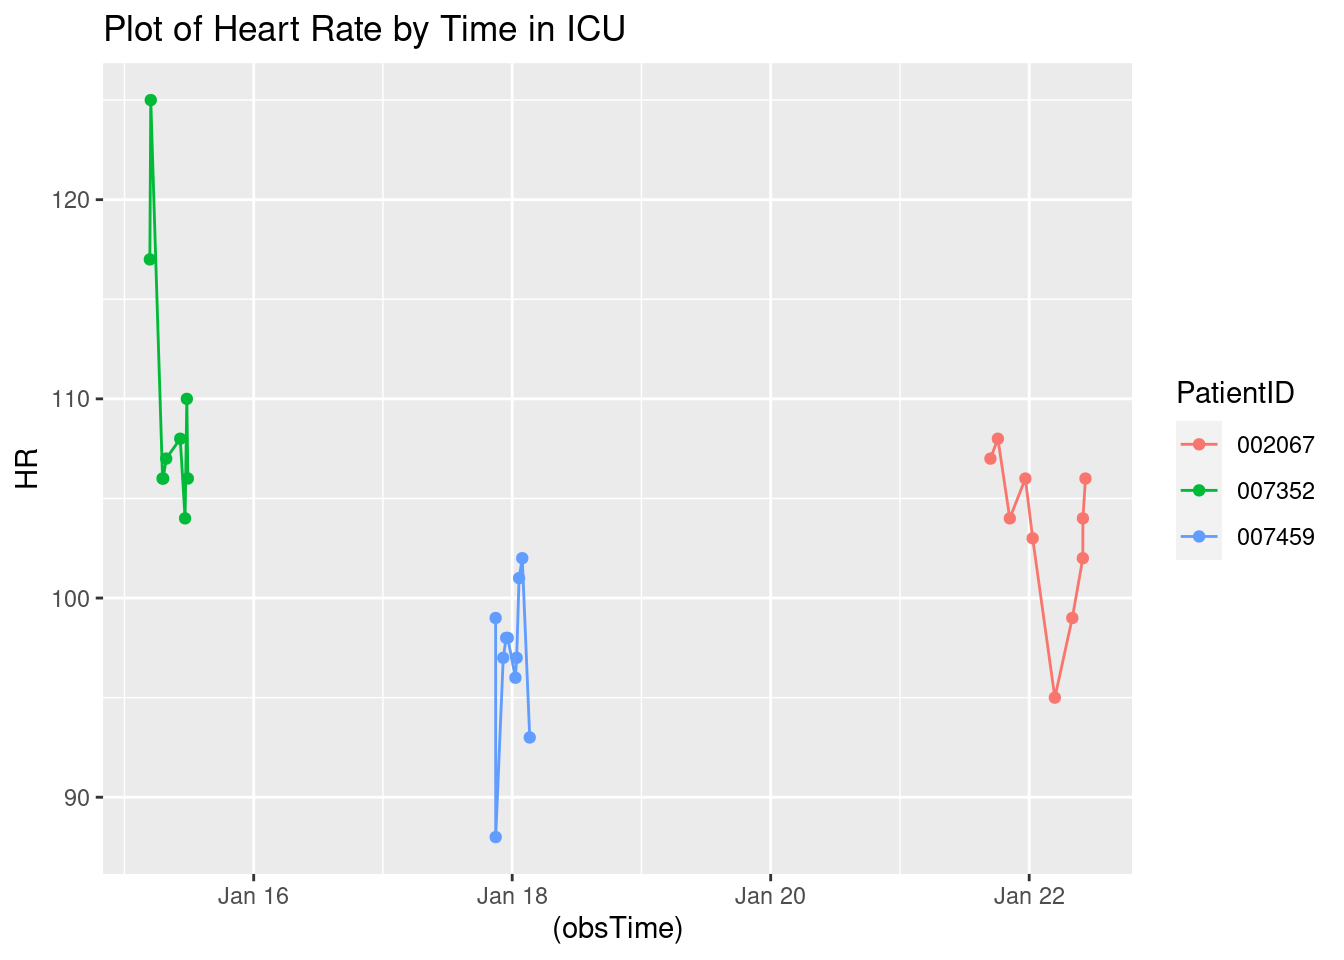 Plot of Heart Rate by Time in ICU
120
110
100
90
HR
Jan 16
Jan 18
Jan 20
Jan 22
(obsTime)
PatientID
002067
007352
007459